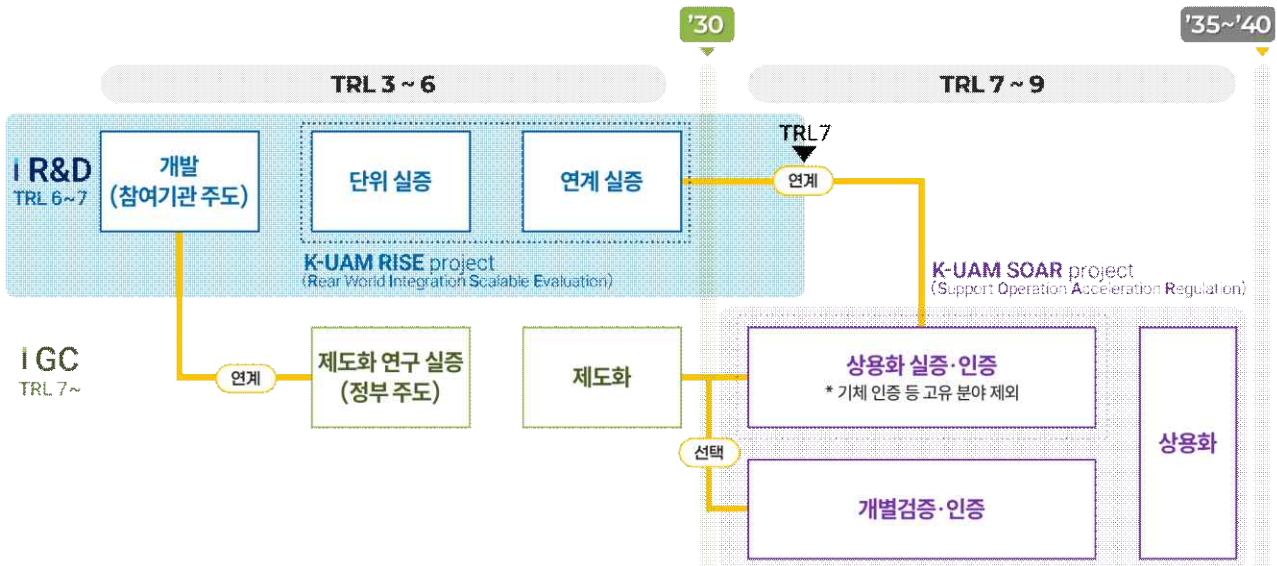 '30
'35~'40
TRL 3 ~ 6
TRL 7 ~ 9
TRL7
I R&D
TRL 6~7
개발
(참여기관 주도)
단위 실증
연계 실증
연계
K-UAM RISE project
(Rear World Integration Scalable Evaluation)
K-UAM SOAR project
(Support Operation Acceleration Regulation)
I GC
TRL 7~
연계
제도화 연구 실증
(정부 주도)
제도화
선택
상용화 실증·인증
* 기체 인증 등 고유 분야 제외
개별검증·인증
상용화